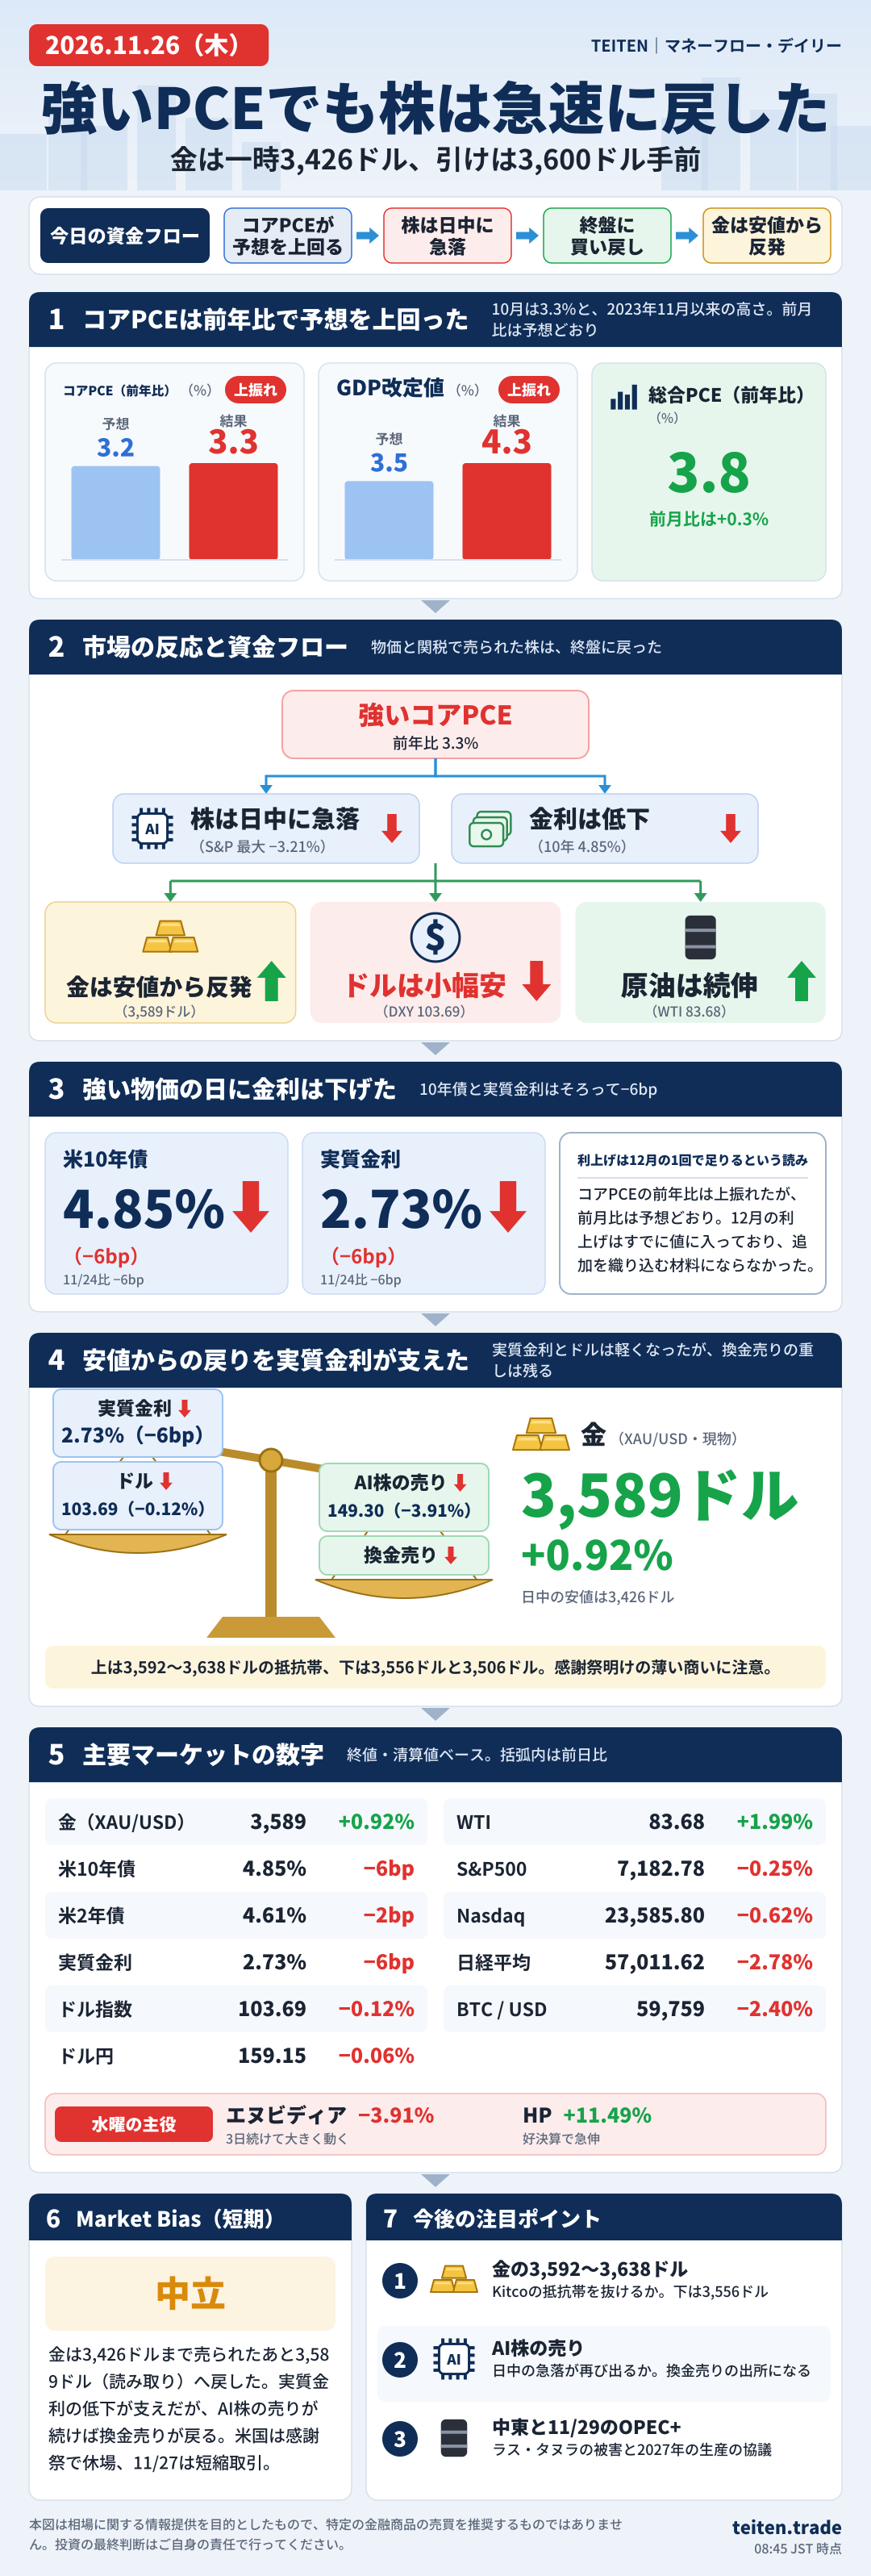 2026.11.26（木）
TEITEN｜マネーフロー・デイリー
強いPCEでも株は急速に戻した
金は一時3,426ドル、引けは3,600ドル手前
今日の資金フロー
コアPCEが
予想を上回る
株は日中に
急落
終盤に
買い戻し
金は安値から
反発
1 コアPCEは前年比で予想を上回った
10月は3.3%と、2023年11月以来の高さ。前月
比は予想どおり
コアPCE（前年比）（%） 上振れ
予想
3.2
結果
3.3
GDP改定値（%） 上振れ
予想
3.5
結果
4.3
総合PCE（前年比）
（%）
3.8
前月比は+0.3%
2 市場の反応と資金フロー 物価と関税で売られた株は、終盤に戻った
強いコアPCE
前年比 3.3%
AI
株は日中に急落
（S&P 最大 −3.21%）
金利は低下
（10年 4.85%）
金は安値から反発
（3,589ドル）
$
ドルは小幅安
（DXY 103.69）
原油は続伸
（WTI 83.68）
3 強い物価の日に金利は下げた 10年債と実質金利はそろって−6bp
米10年債
4.85%
（−6bp）
11/24比 −6bp
実質金利
2.73%
（−6bp）
11/24比 −6bp
利上げは12月の1回で足りるという読み
コアPCEの前年比は上振れたが、
前月比は予想どおり。12月の利
上げはすでに値に入っており、追
加を織り込む材料にならなかった。
4 安値からの戻りを実質金利が支えた
実質金利とドルは軽くなったが、換金売りの重
しは残る
実質金利
2.73%（−6bp）
ドル
103.69（−0.12%）
AI株の売り
149.30（−3.91%）
換金売り
金（XAU/USD・現物）
3,589ドル
+0.92%
日中の安値は3,426ドル
上は3,592〜3,638ドルの抵抗帯、下は3,556ドルと3,506ドル。感謝祭明けの薄い商いに注意。
5 主要マーケットの数字 終値・清算値ベース。括弧内は前日比
金（XAU/USD） 3,589 +0.92%
米10年債 4.85% −6bp
米2年債 4.61% −2bp
実質金利 2.73% −6bp
ドル指数 103.69 −0.12%
ドル円 159.15 −0.06%
WTI 83.68 +1.99%
S&P500 7,182.78 −0.25%
Nasdaq 23,585.80 −0.62%
日経平均 57,011.62 −2.78%
BTC / USD 59,759 −2.40%
水曜の主役
エヌビディア −3.91%
3日続けて大きく動く
HP +11.49%
好決算で急伸
6 Market Bias（短期）
中立
金は3,426ドルまで売られたあと3,58
9ドル（読み取り）へ戻した。実質金
利の低下が支えだが、AI株の売りが
続けば換金売りが戻る。米国は感謝
祭で休場、11/27は短縮取引。
7 今後の注目ポイント
1
金の3,592〜3,638ドル
Kitcoの抵抗帯を抜けるか。下は3,556ドル
2
AI
AI株の売り
日中の急落が再び出るか。換金売りの出所になる
3
中東と11/29のOPEC+
ラス・タヌラの被害と2027年の生産の協議
本図は相場に関する情報提供を目的としたもので、特定の金融商品の売買を推奨するものではありませ
ん。投資の最終判断はご自身の責任で行ってください。
teiten.trade
08:45 JST 時点